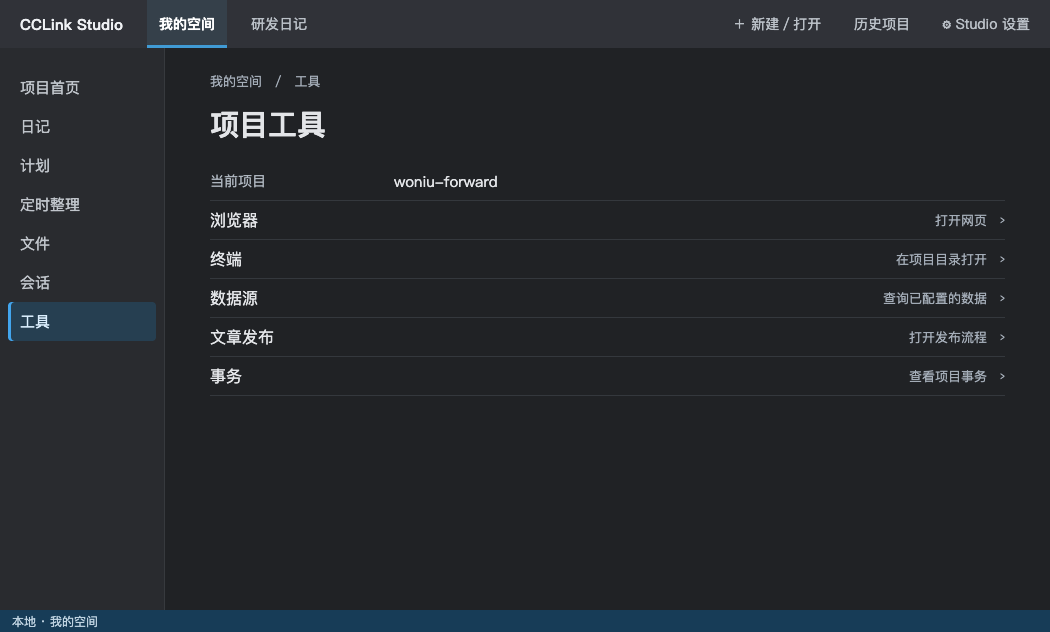 CCLink Studio 我的空间 研发日记 + 新建 / 打开 历史项目 ⚙ Studio 设置
项目首页
日记
计划
定时整理
文件
会话
工具
我的空间 / 工具
项目工具
当前项目 woniu-forward
浏览器 打开网页 >
终端 在项目目录打开 >
数据源 查询已配置的数据 >
文章发布 打开发布流程 >
事务 查看项目事务 >
本地 · 我的空间